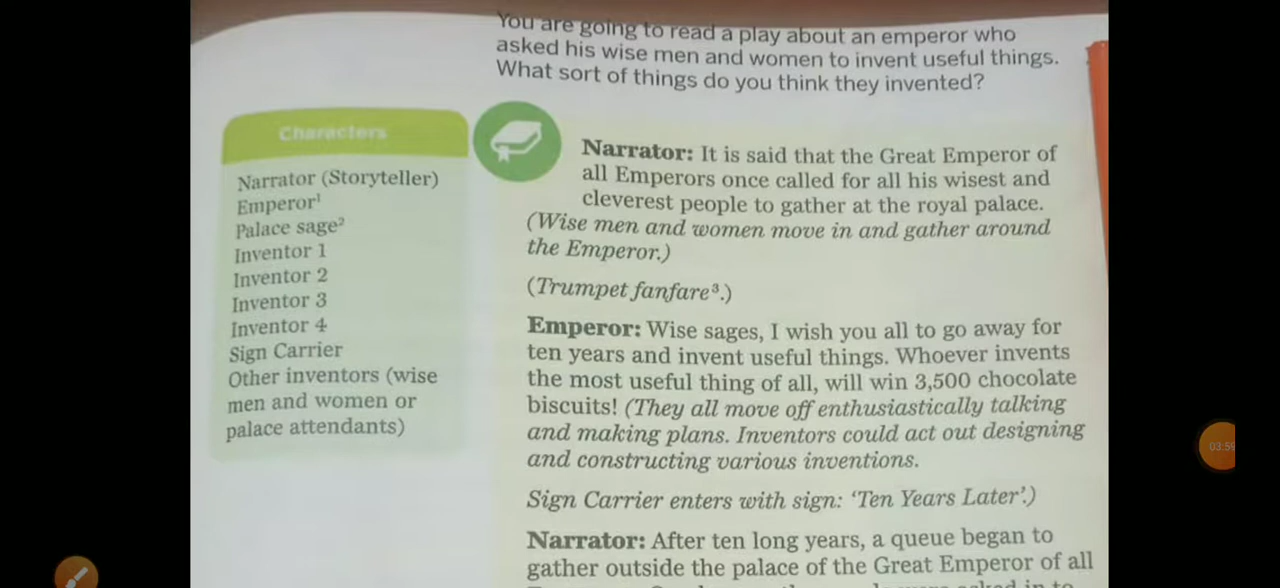 You are going to read a play about an emperor who
asked his wise men and women to invent useful things.
What sort of things do you think they invented?
Characters
Narrator (Storyteller)
Emperor¹
Palace sage²
Inventor 1
Inventor 2
Inventor 3
Inventor 4
Sign Carrier
Other inventors (wise
men and women or
palace attendants)
Narrator: It is said that the Great Emperor of
all Emperors once called for all his wisest and
cleverest people to gather at the royal palace.
(Wise men and women move in and gather around
the Emperor.)
(Trumpet fanfare³.)
Emperor: Wise sages, I wish you all to go away for
ten years and invent useful things. Whoever invents
the most useful thing of all, will win 3,500 chocolate
biscuits! (They all move off enthusiastically talking
and making plans. Inventors could act out designing
and constructing various inventions.
Sign Carrier enters with sign: ‘Ten Years Later’.)
Narrator: After ten long years, a queue began to
gather outside the palace of the Great Emperor of all
03:59